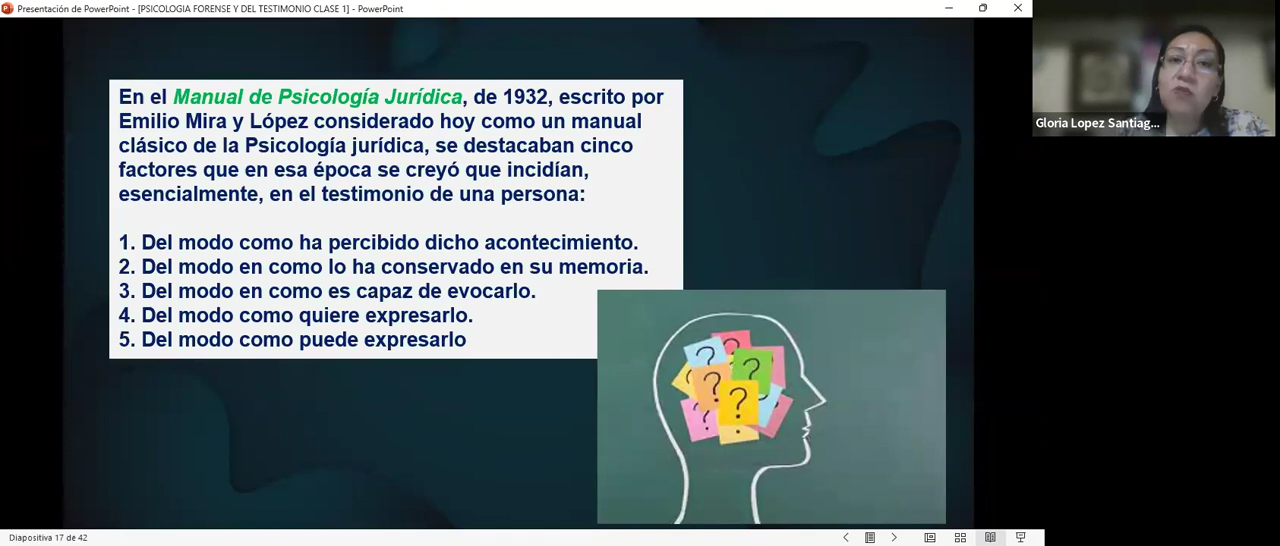 Presentación de PowerPoint - [PSICOLOGIA FORENSE Y DEL TESTIMONIO CLASE 1] - PowerPoint
En el Manual de Psicología Jurídica, de 1932, escrito por
Emilio Mira y López considerado hoy como un manual
clásico de la Psicología jurídica, se destacaban cinco
factores que en esa época se creyó que incidían,
esencialmente, en el testimonio de una persona:
1. Del modo como ha percibido dicho acontecimiento.
2. Del modo en como lo ha conservado en su memoria.
3. Del modo en como es capaz de evocarlo.
4. Del modo como quiere expresarlo.
5. Del modo como puede expresarlo
? ? ? ? ? ?
Gloria Lopez Santiag...
Diapositiva 17 de 42